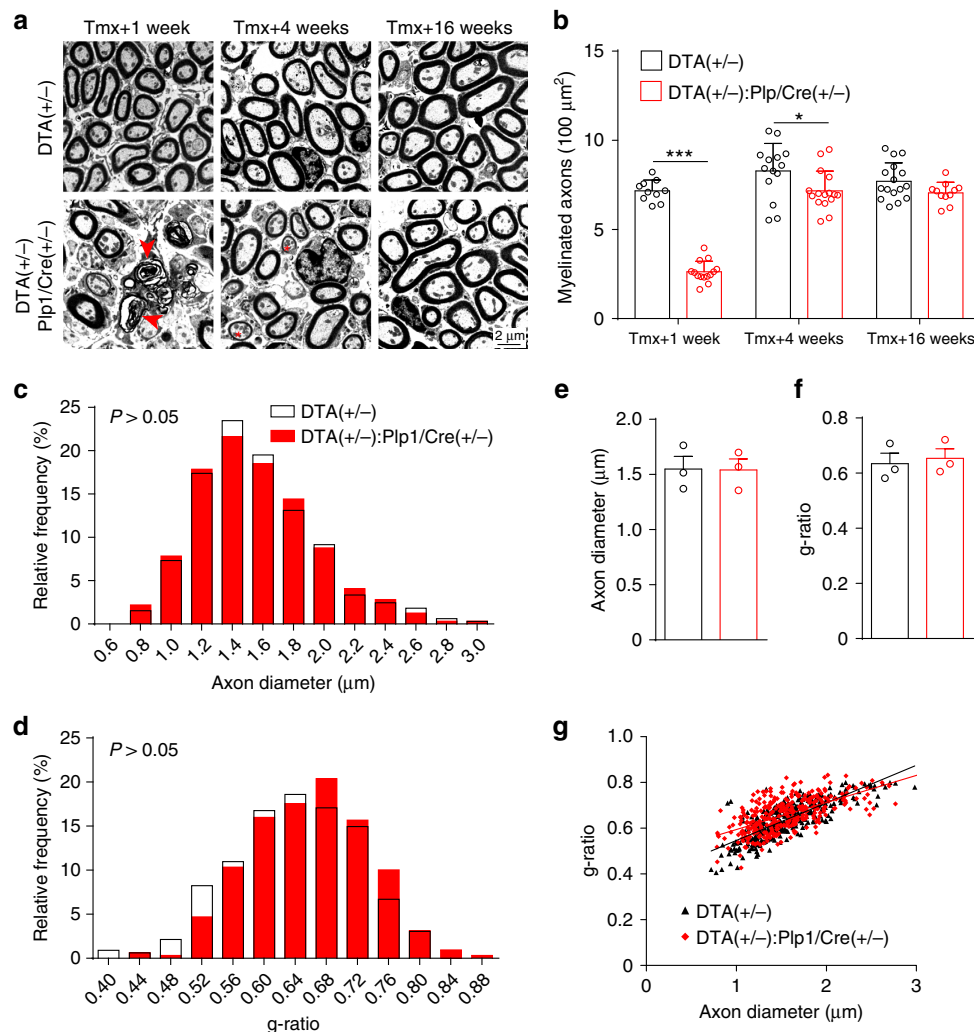 a
Tmx+1 week
Tmx+4 weeks
Tmx+16 weeks
DTA(+/–)
DTA(+/–)
Plp1/Cre(+/–)
*
*
2 µm
b
Myelinated axons (100 µm²)
15
10
5
0
DTA(+/–)
DTA(+/–):Plp/Cre(+/–)
***
*
Tmx+1 week
Tmx+4 weeks
Tmx+16 weeks
c
Relative frequency (%)
25
20
15
10
5
0
P > 0.05
DTA(+/–)
DTA(+/–):Plp1/Cre(+/–)
0.6 0.8 1.0 1.2 1.4 1.6 1.8 2.0 2.2 2.4 2.6 2.8 3.0
Axon diameter (µm)
e
Axon diameter (µm)
2.0
1.5
1.0
1.5
0
f
g-ratio
0.8
0.6
0.4
0.2
0
d
Relative frequency (%)
25
20
15
10
5
0
P > 0.05
0.40 0.44 0.48 0.52 0.56 0.60 0.64 0.68 0.72 0.76 0.80 0.84 0.88
g-ratio
g
g-ratio
1.0
0.8
0.6
0.4
0.2
0.0
DTA(+/–)
DTA(+/–):Plp1/Cre(+/–)
0 1 2 3
Axon diameter (µm)